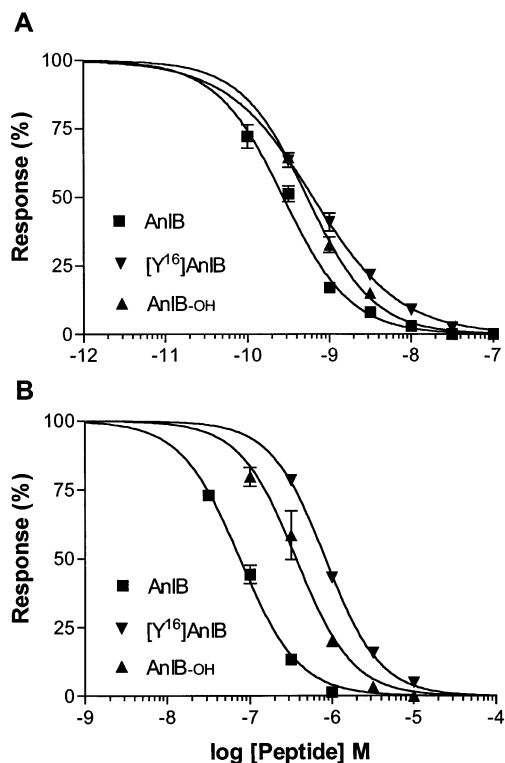 A
Response (%)
100
75
50
25
0
AnIB
[Y16]AnIB
AnIB-OH
-12 -11 -10 -9 -8 -7
B
Response (%)
100
75
50
25
0
AnIB
[Y16]AnIB
AnIB-OH
-9 -8 -7 -6 -5 -4
log [Peptide] M